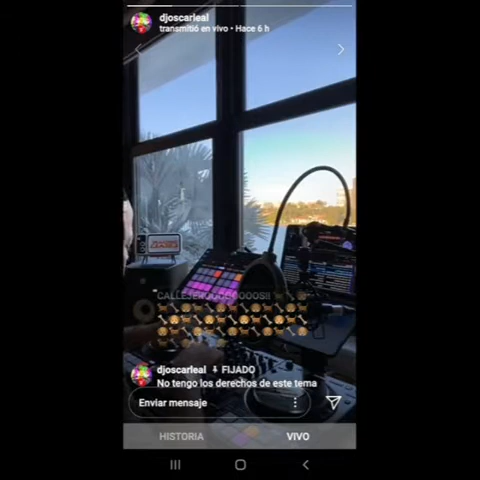 djoscarleal
transmitió en vivo • Hace 6 h
djoscarleal FIJADO
No tengo los derechos de este tema
Enviar mensaje
HISTORIA VIVO